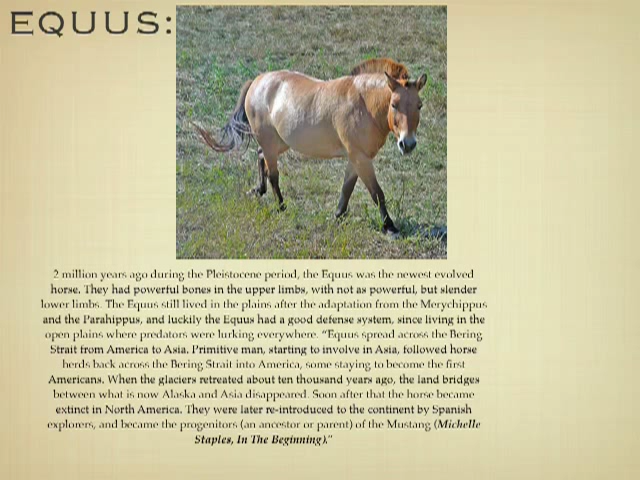 EQUUS:
2 million years ago during the Pleistocene period, the Equus was the newest evolved
horse. They had powerful bones in the upper limbs, with not as powerful, but slender
lower limbs. The Equus still lived in the plains after the adaptation from the Merychippus
and the Parahippus, and luckily the Equus had a good defense system, since living in the
open plains where predators were lurking everywhere. “Equus spread across the Bering
Strait from America to Asia. Primitive man, starting to involve in Asia, followed horse
herds back across the Bering Strait into America, some staying to become the first
Americans. When the glaciers retreated about ten thousand years ago, the land bridges
between what is now Alaska and Asia disappeared. Soon after that the horse became
extinct in North America. They were later re-introduced to the continent by Spanish
explorers, and became the progenitors (an ancestor or parent) of the Mustang (Michelle
Staples, In The Beginning).”